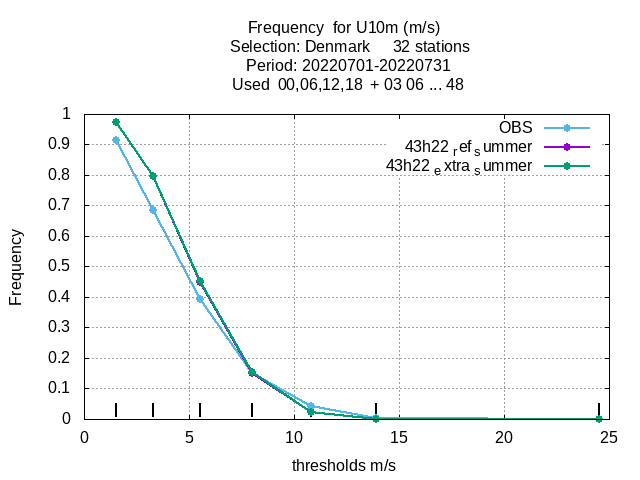 Frequency  for U10m (m/s)
Selection: Denmark     32 stations
Period: 20220701-20220731
Used  00,06,12,18  + 03 06 ... 48
OBS
43h22 ref summer
43h22 extra summer
1
0.9
0.8
0.7
0.6
0.5
0.4
0.3
0.2
0.1
0
Frequency
0 5 10 15 20 25
thresholds m/s